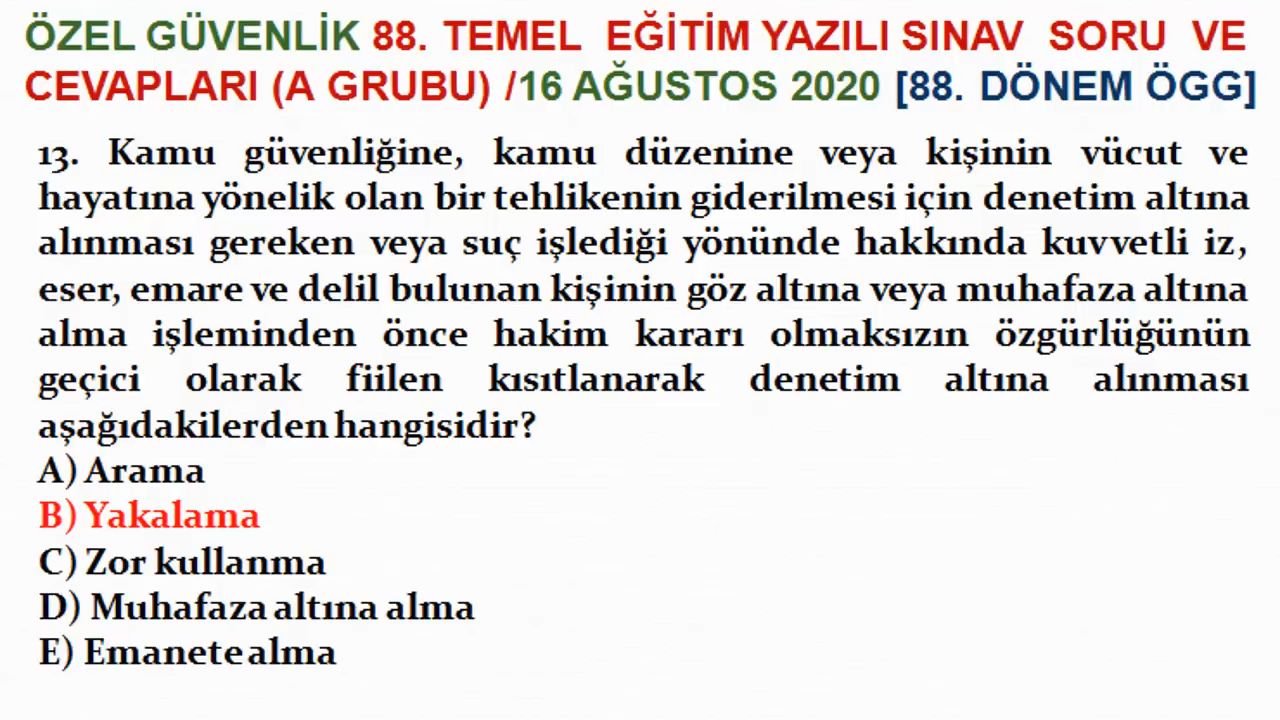 ÖZEL GÜVENLİK 88. TEMEL EĞİTİM YAZILI SINAV SORU VE
CEVAPLARI (A GRUBU) /16 AĞUSTOS 2020 [88. DÖNEM ÖGG]
13. Kamu güvenliğine, kamu düzenine veya kişinin vücut ve
hayatına yönelik olan bir tehlikenin giderilmesi için denetim altına
alınması gereken veya suç işlediği yönünde hakkında kuvvetli iz,
eser, emare ve delil bulunan kişinin göz altına veya muhafaza altına
alma işleminden önce hakim kararı olmaksızın özgürlüğünün
geçici olarak fiilen kısıtlanarak denetim altına alınması
aşağıdakilerden hangisidir?
A) Arama
B) Yakalama
C) Zor kullanma
D) Muhafaza altına alma
E) Emanete alma